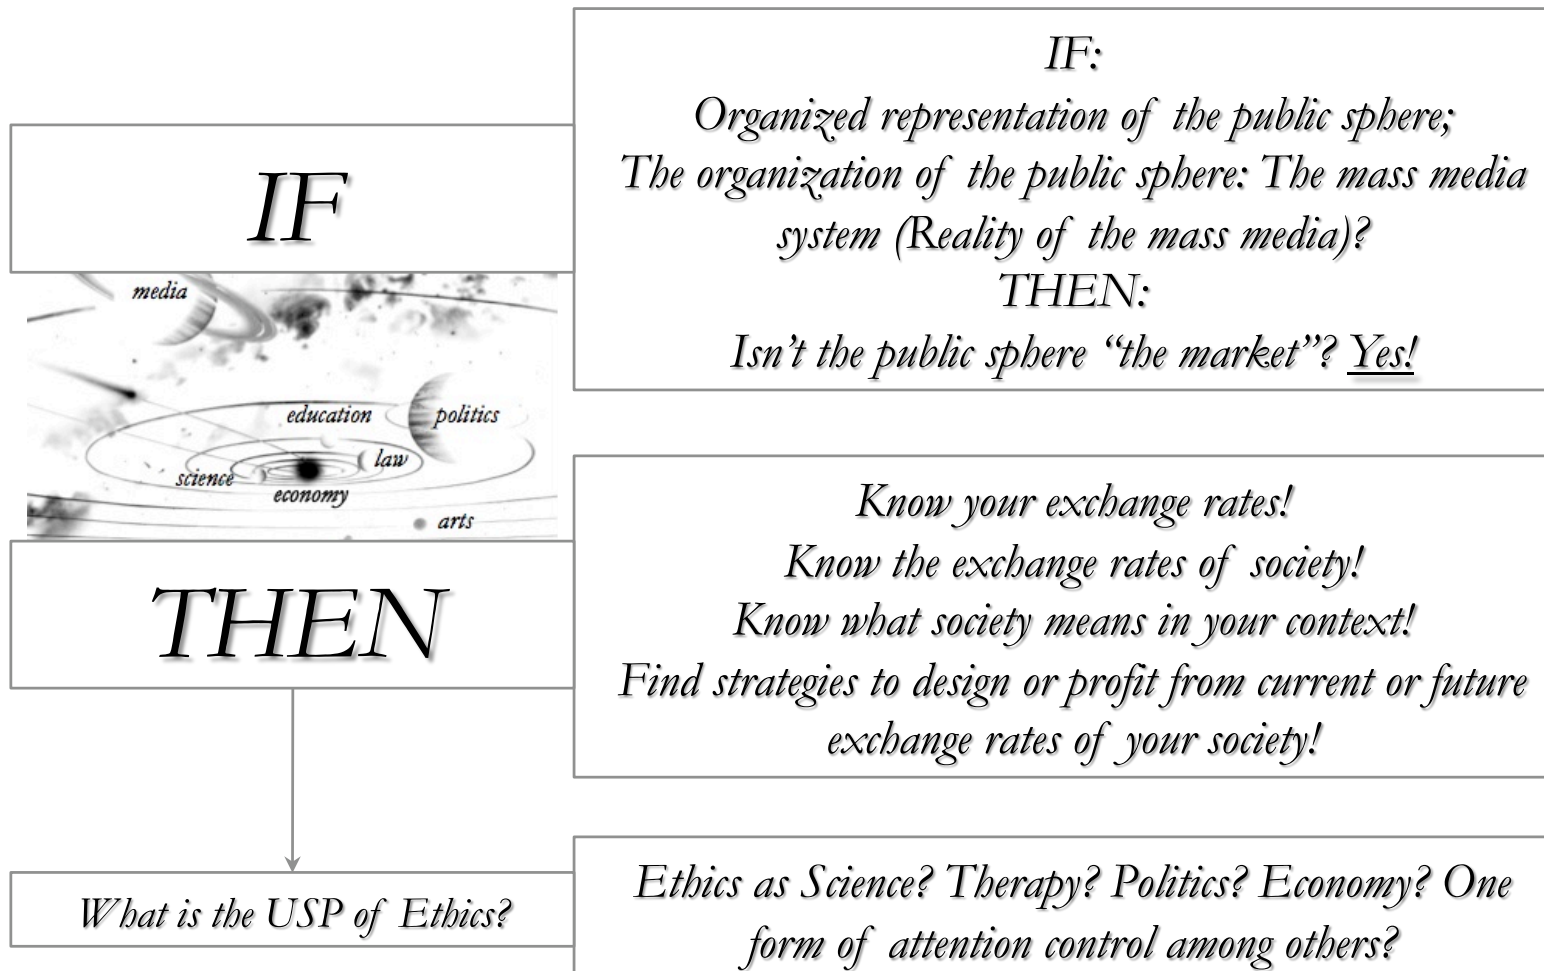 IF
media
education
politics
law
science
economy
arts
THEN
What is the USP of Ethics?
IF:
Organized representation of the public sphere;
The organization of the public sphere: The mass media
system (Reality of the mass media)?
THEN:
Isn’t the public sphere “the market”? Yes!
Know your exchange rates!
Know the exchange rates of society!
Know what society means in your context!
Find strategies to design or profit from current or future
exchange rates of your society!
Ethics as Science? Therapy? Politics? Economy? One
form of attention control among others?